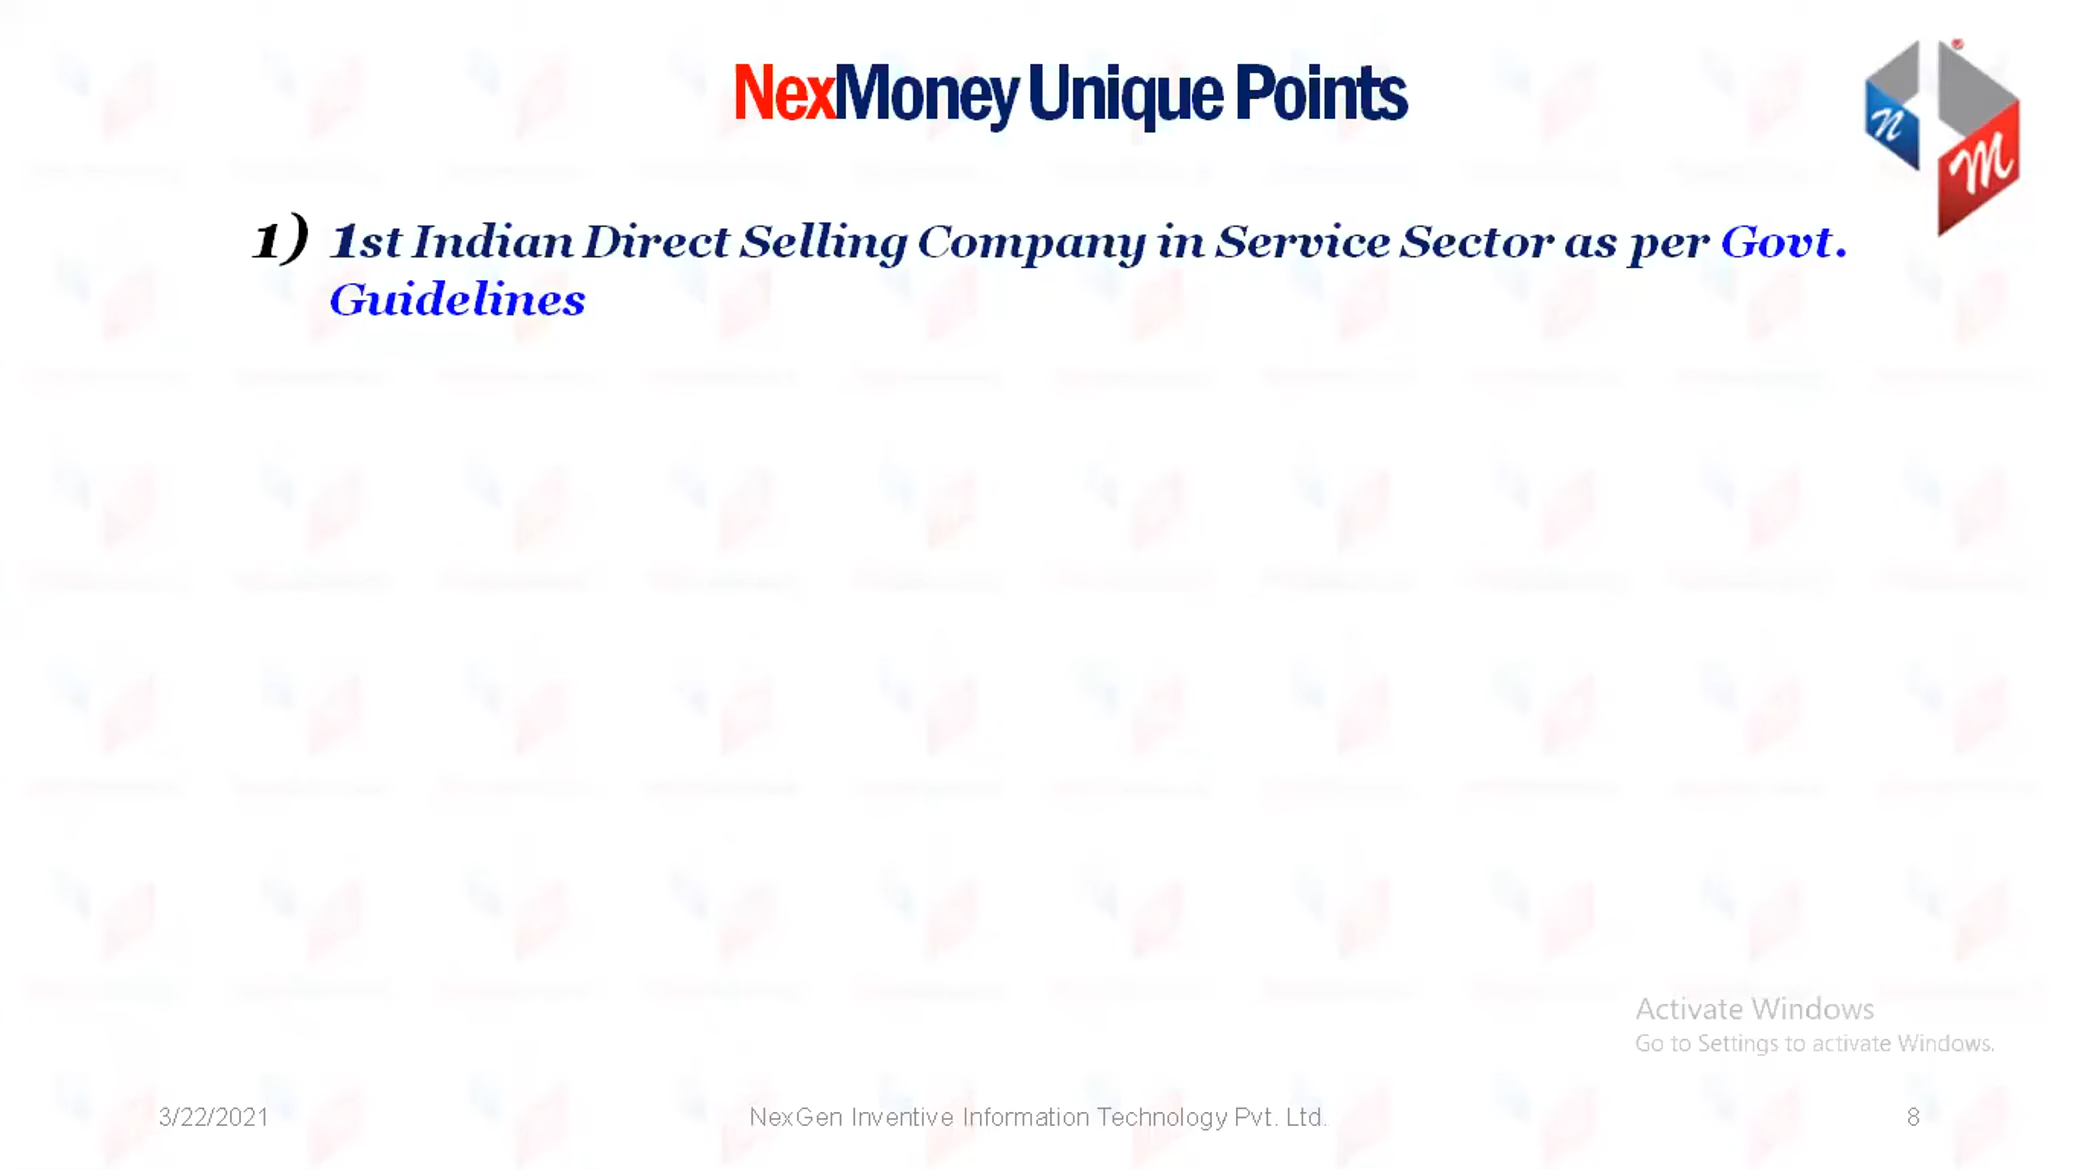 NexMoney Unique Points
n M
1) 1st Indian Direct Selling Company in Service Sector as per Govt.
Guidelines
Activate Windows
Go to Settings to activate Windows.
3/22/2021 NexGen Inventive Information Technology Pvt. Ltd. 8